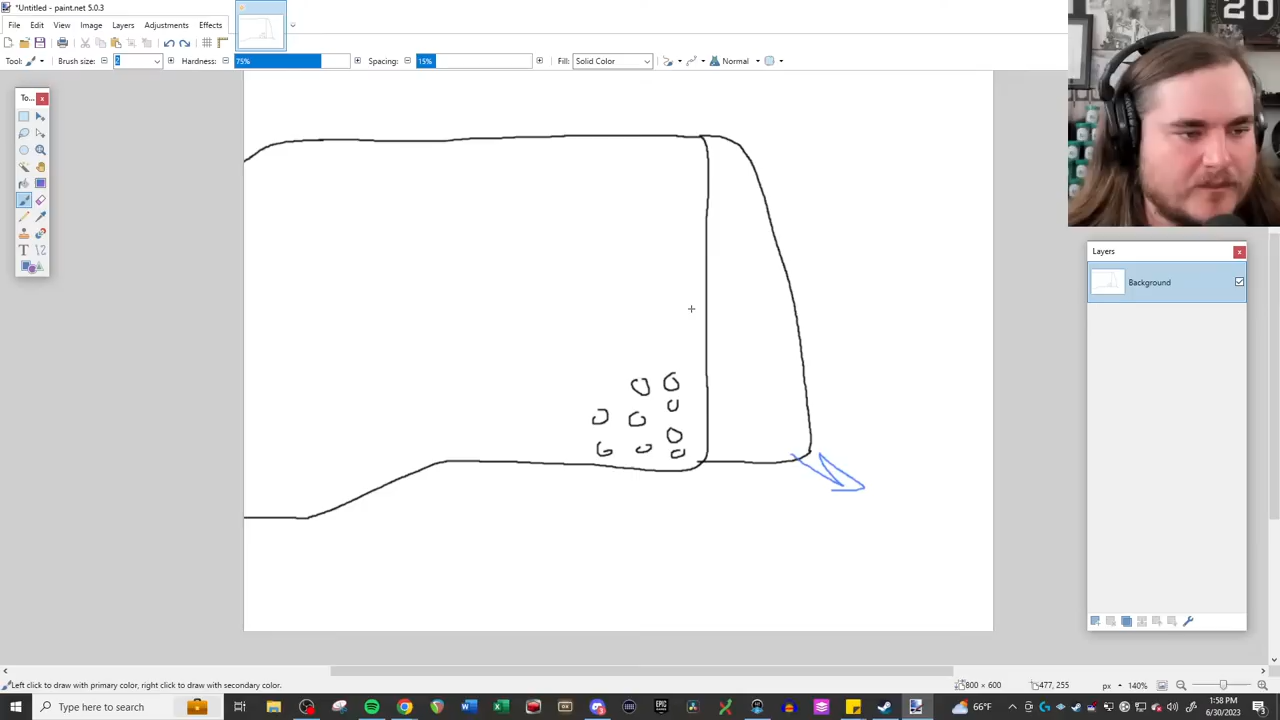 *Untitled - paint.net 5.0.3
File Edit View Image Layers Adjustments Effects
Tool: Brush size: 2 Hardness: 75% Spacing: 15% Fill: Solid Color Normal
To...
20
Layers
Background
Left click to draw with primary color, right click to draw with secondary color.
800 x 600
477, 255
px
140%
Type here to search
66°F
1:58 PM
6/30/2023